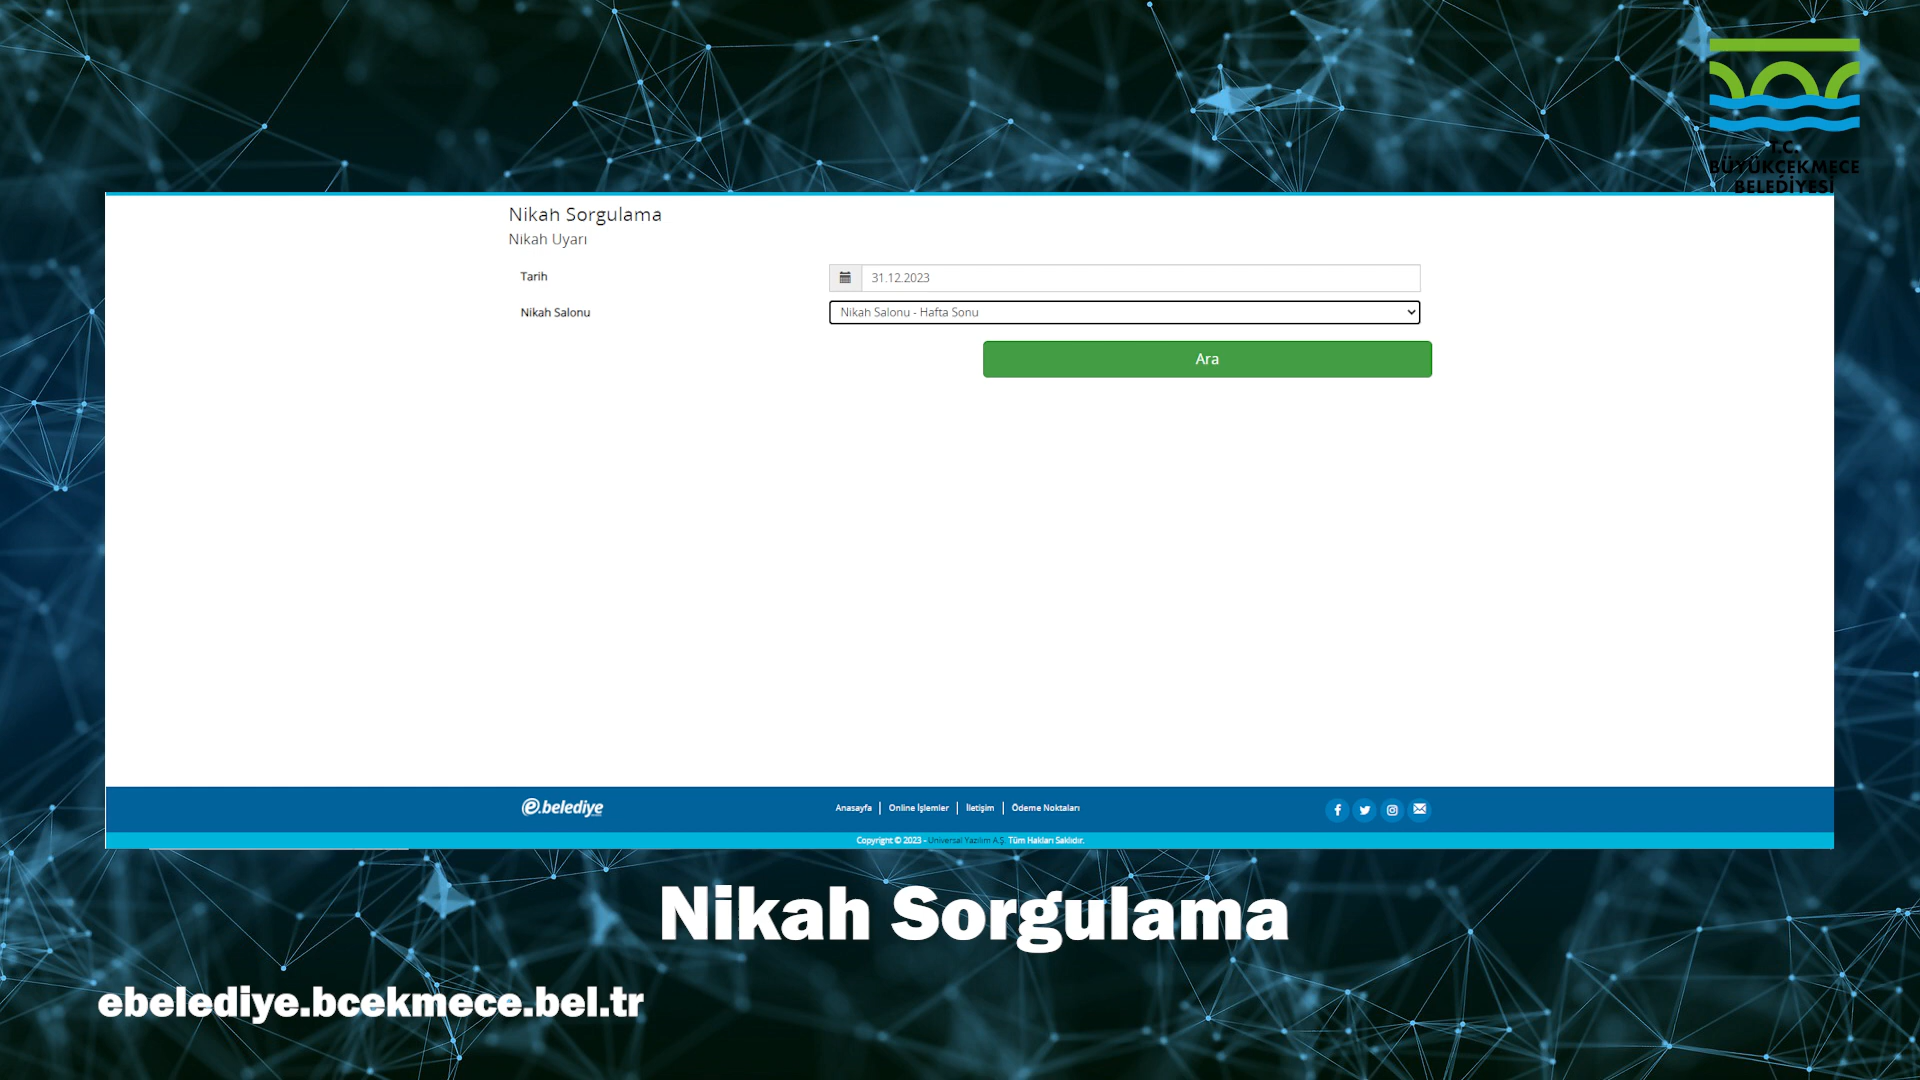 T.C.
BÜYÜKÇEKMECE
BELEDİYESİ
Nikah Sorgulama
Nikah Uyarı
Tarih
31.12.2023
Nikah Salonu
Nikah Salonu - Hafta Sonu
Ara
e.belediye
Anasayfa | Online İşlemler | İletişim | Ödeme Noktaları
Copyright © 2023 - Universal Yazılım A.Ş. Tüm Hakları Saklıdır.
Nikah Sorgulama
ebelediye.bcekmece.bel.tr